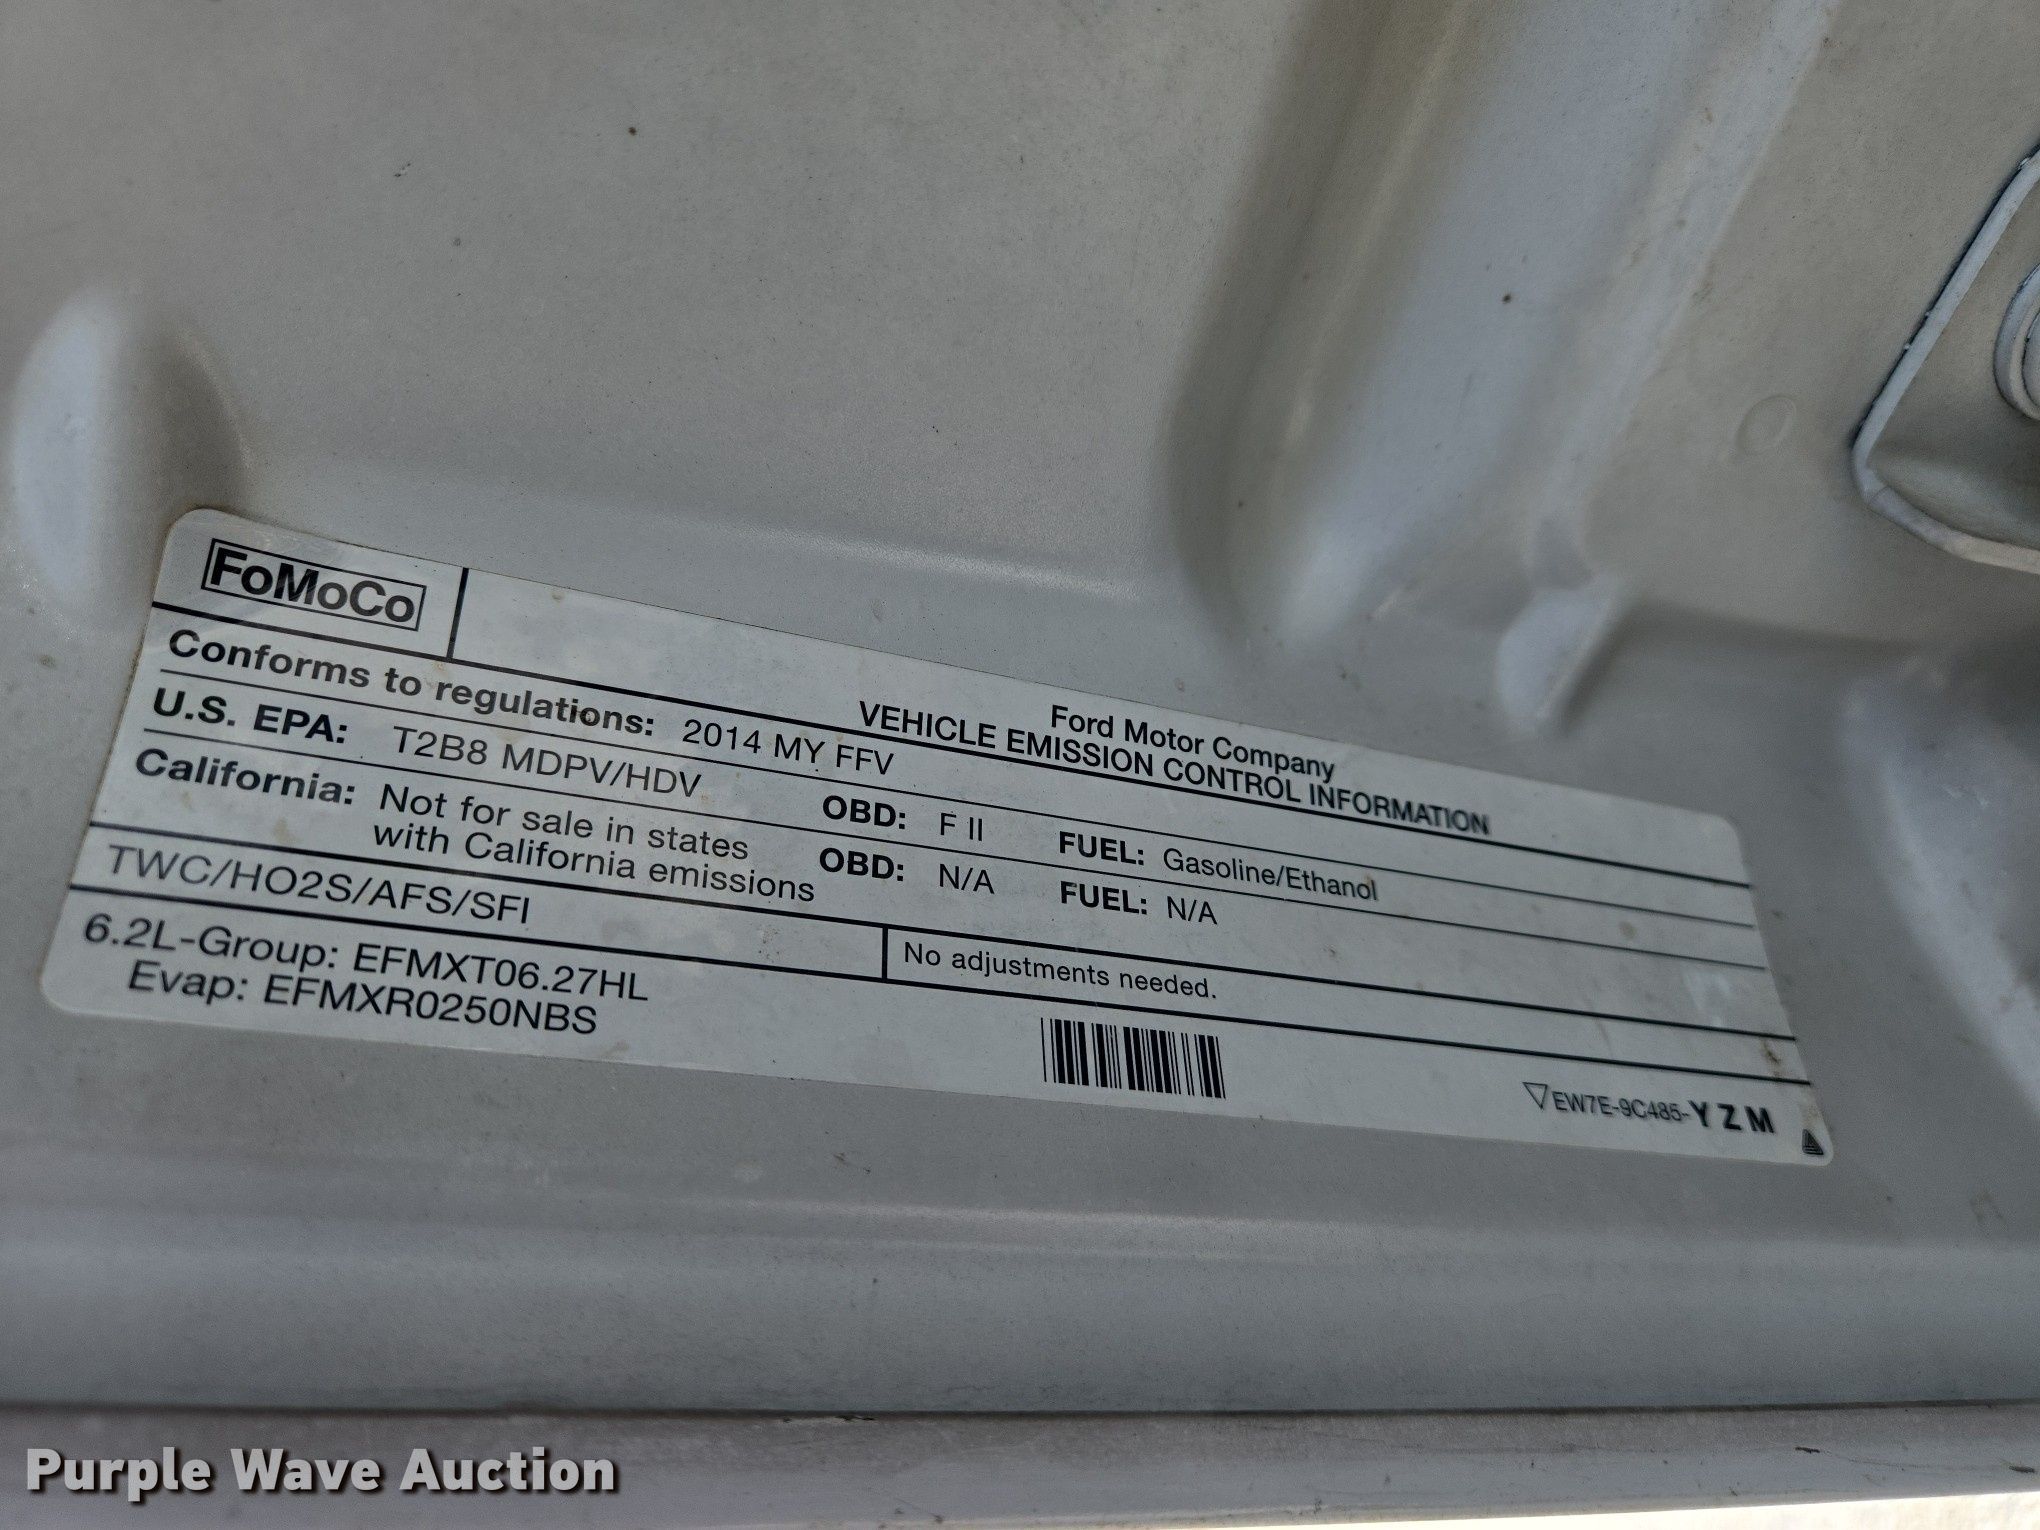 FoMoCo
Ford Motor Company
VEHICLE EMISSION CONTROL INFORMATION
Conforms to regulations: 2014 MY FFV
U.S. EPA: T2B8 MDPV/HDV OBD: F II FUEL: Gasoline/Ethanol
California: Not for sale in states with California emissions OBD: N/A FUEL: N/A
TWC/HO2S/AFS/SFI No adjustments needed.
6.2L-Group: EFMXT06.27HL
Evap: EFMXR0250NBS
EW7E-9C485-YZM
Purple Wave Auction